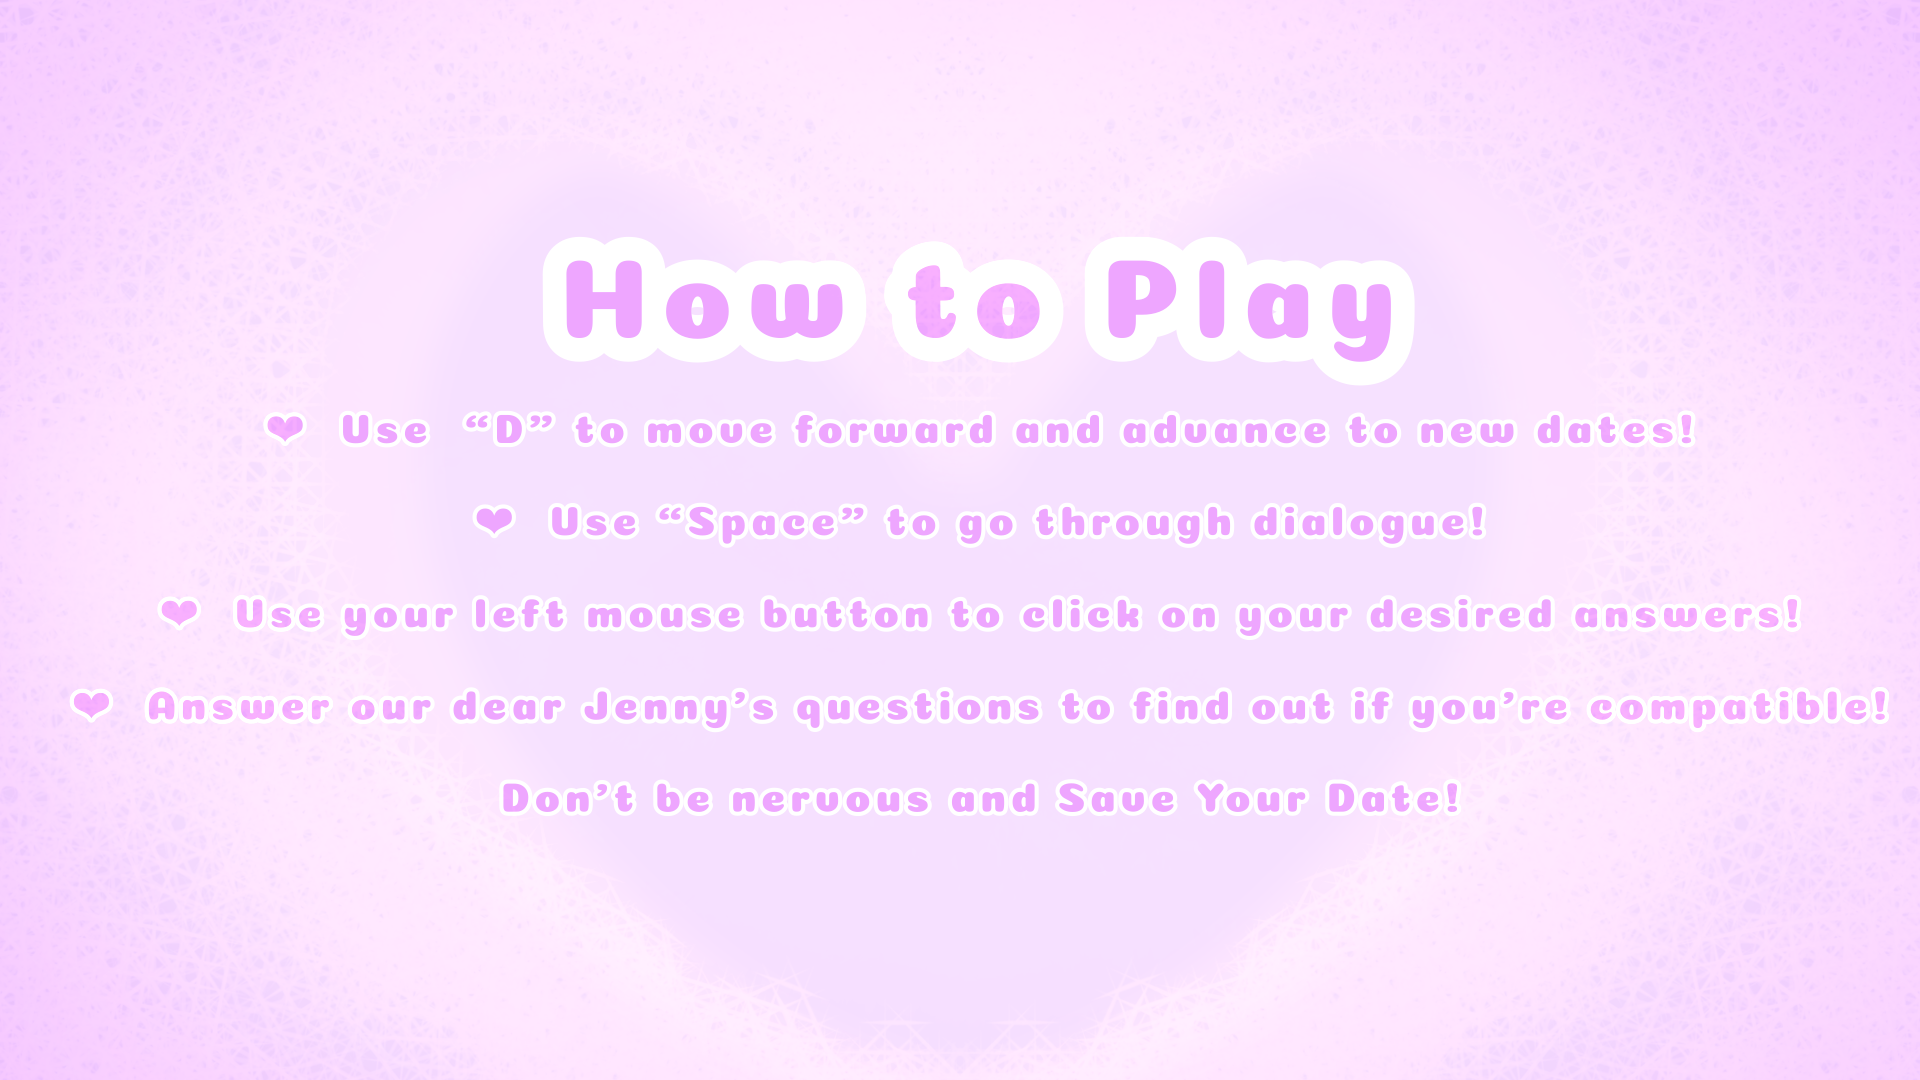 How to Play
❤ Use “D” to move forward and advance to new dates!
❤ Use “Space” to go through dialogue!
❤ Use your left mouse button to click on your desired answers!
❤ Answer our dear Jenny’s questions to find out if you’re compatible!
Don’t be nervous and Save Your Date!